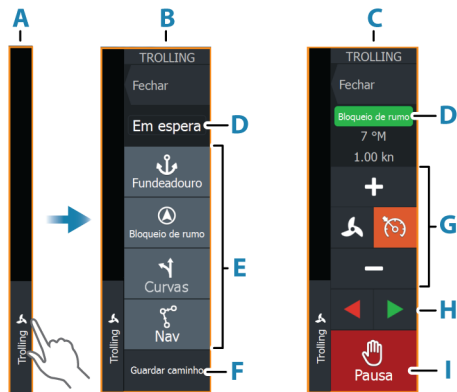 A
B
C
Trolling
TROLLING
Fechar
Em espera
D
Fundeadouro
Bloqueio de rumo
Curvas
Nav
E
Guardar caminho
F
Trolling
TROLLING
Fechar
Bloqueio de rumo
D
7 °M
1.00 kn
+
−
G
H
Pausa
I
Trolling